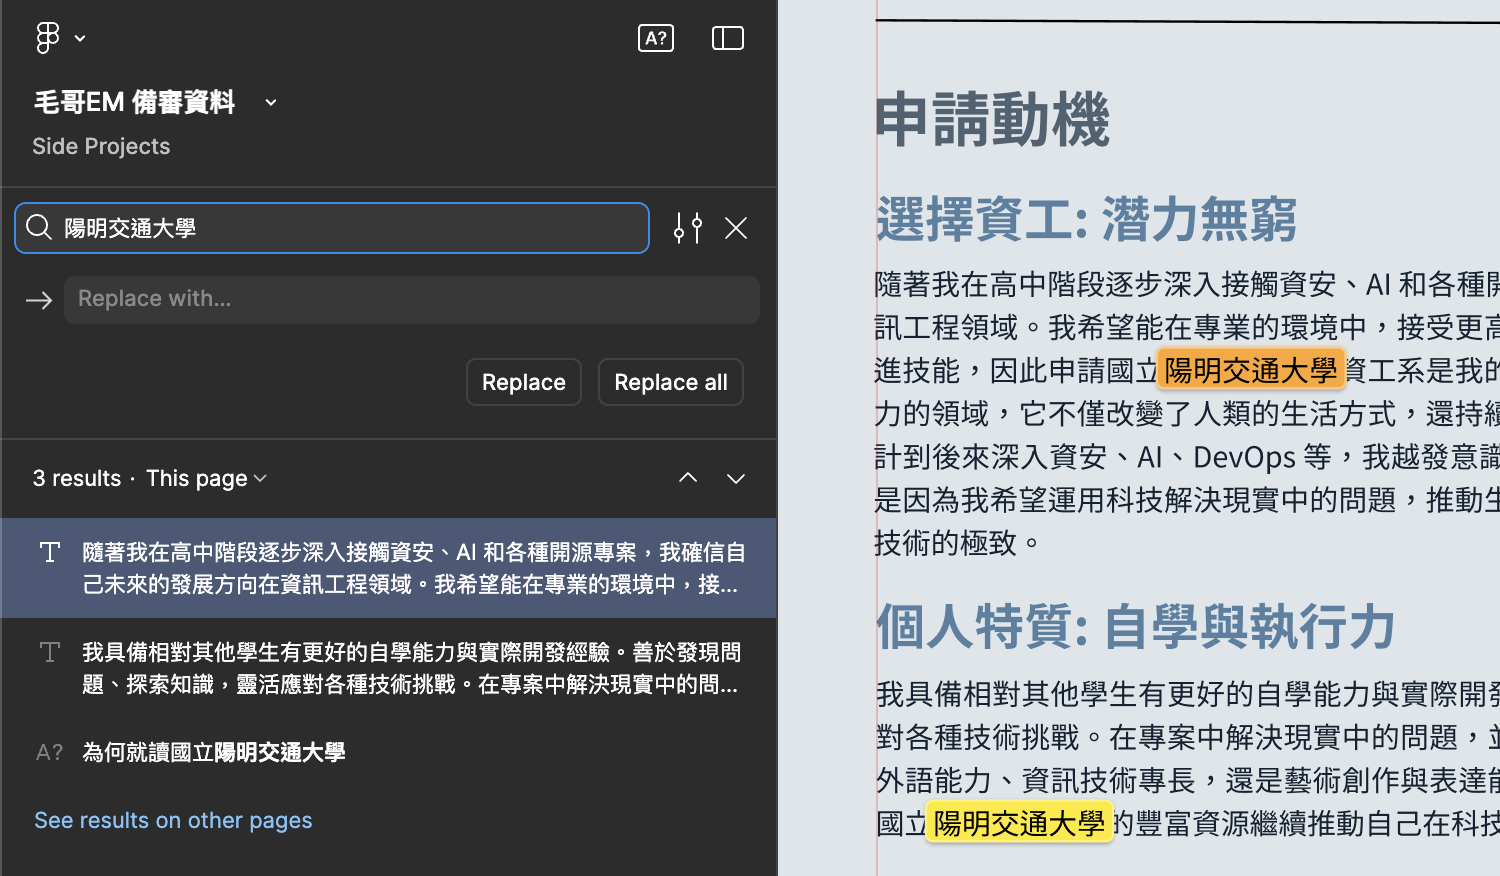 A?
毛哥EM 備審資料
Side Projects
陽明交通大學
Replace with...
Replace
Replace all
3 results · This page
隨著我在高中階段逐步深入接觸資安、AI 和各種開源專案，我確信自
己未來的發展方向在資訊工程領域。我希望能在專業的環境中，接...
我具備相對其他學生有更好的自學能力與實際開發經驗。善於發現問
題、探索知識，靈活應對各種技術挑戰。在專案中解決現實中的問...
A? 為何就讀國立陽明交通大學
See results on other pages
申請動機
選擇資工: 潛力無窮
隨著我在高中階段逐步深入接觸資安、AI 和各種
訊工程領域。我希望能在專業的環境中，接受更高
進技能，因此申請國立陽明交通大學資工系是我的
力的領域，它不僅改變了人類的生活方式，還持續
計到後來深入資安、AI、DevOps 等，我越發意識
是因為我希望運用科技解決現實中的問題，推動生
技術的極致。
個人特質: 自學與執行力
我具備相對其他學生有更好的自學能力與實際開發
對各種技術挑戰。在專案中解決現實中的問題，並
外語能力、資訊技術專長，還是藝術創作與表達能
國立陽明交通大學的豐富資源繼續推動自己在科技